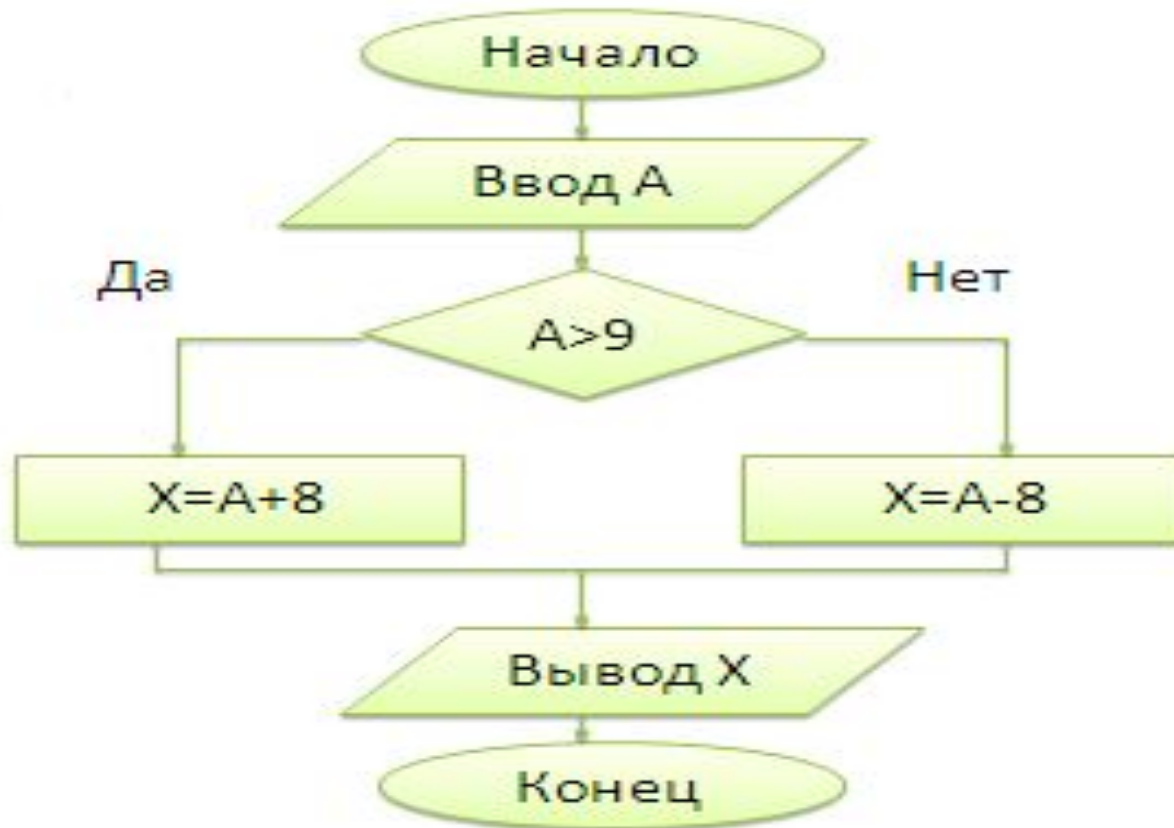 Начало
Ввод А
Да
Нет
А>9
X=A+8
X=A-8
Вывод X
Конец